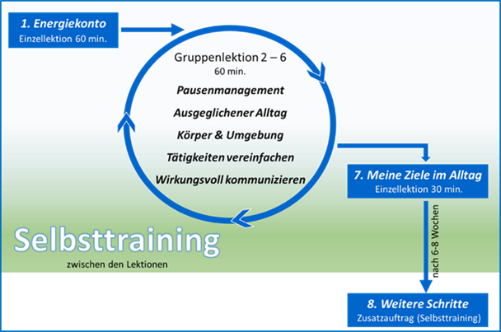 1. Energiekonto
Einzellektion 60 min.
Gruppenlektion 2 – 6
60 min.
Pausenmanagement
Ausgeglichener Alltag
Körper & Umgebung
Tätigkeiten vereinfachen
Wirkungsvoll kommunizieren
7. Meine Ziele im Alltag
Einzellektion 30 min.
Selbsttraining
zwischen den Lektionen
nach 6-8 Wochen
8. Weitere Schritte
Zusatzauftrag (Selbsttraining)